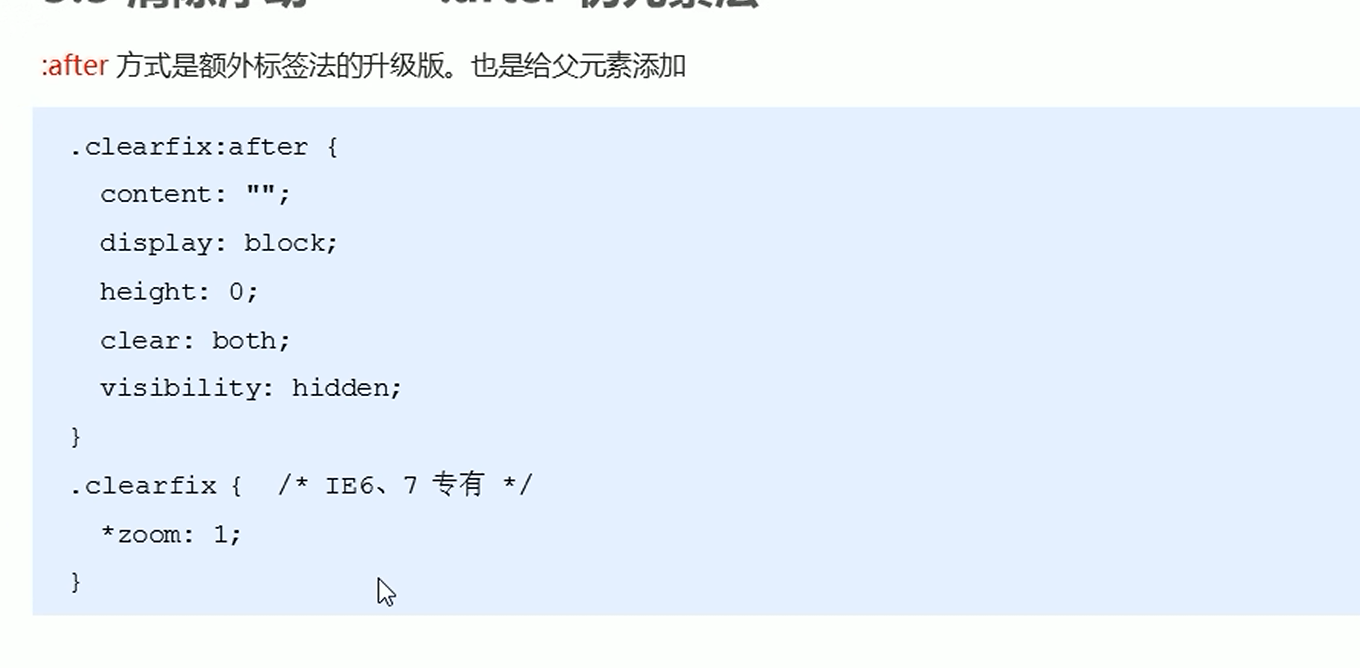 :after 方式是额外标签法的升级版。也是给父元素添加
.clearfix:after {
content: "";
display: block;
height: 0;
clear: both;
visibility: hidden;
}
.clearfix {  /* IE6、7 专有 */
*zoom: 1;
}